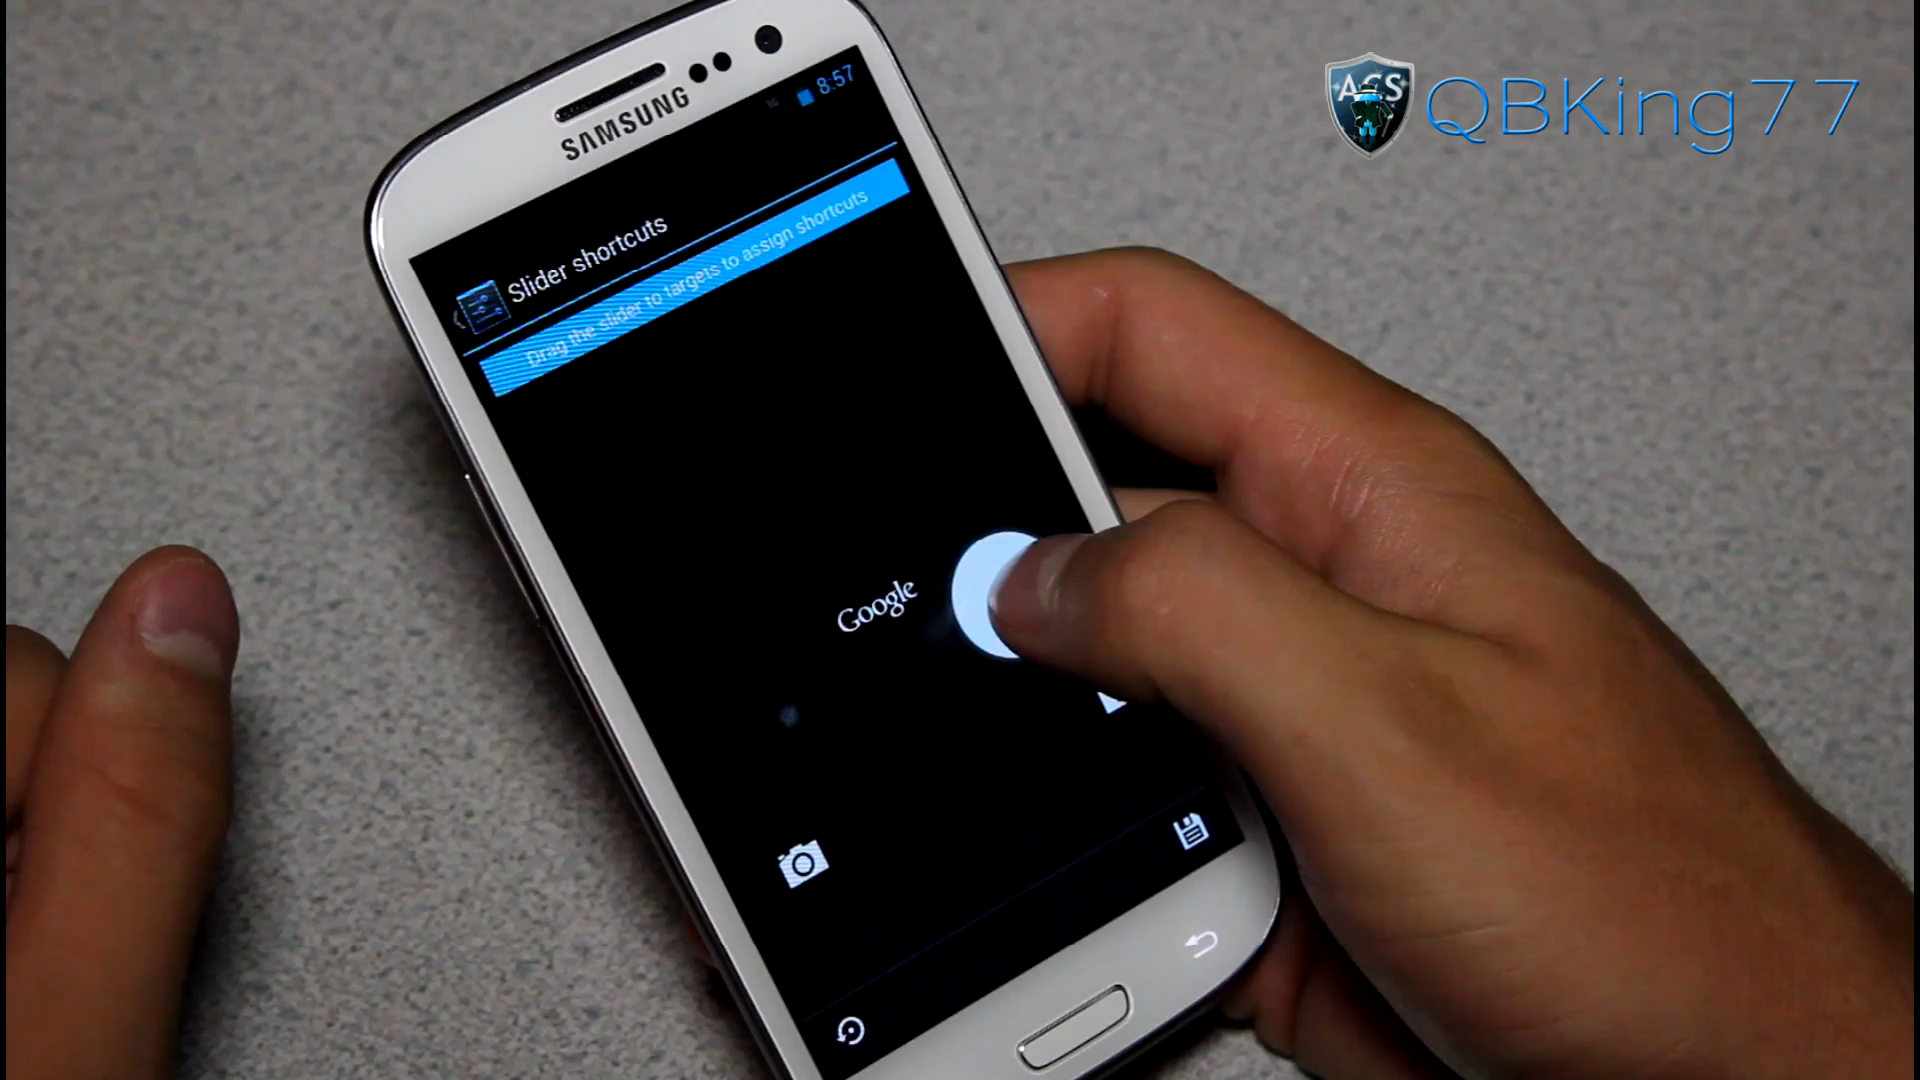 ACS
QBKing77
8:57
SAMSUNG
Slider shortcuts
Drag the slider to targets to assign shortcuts
Google